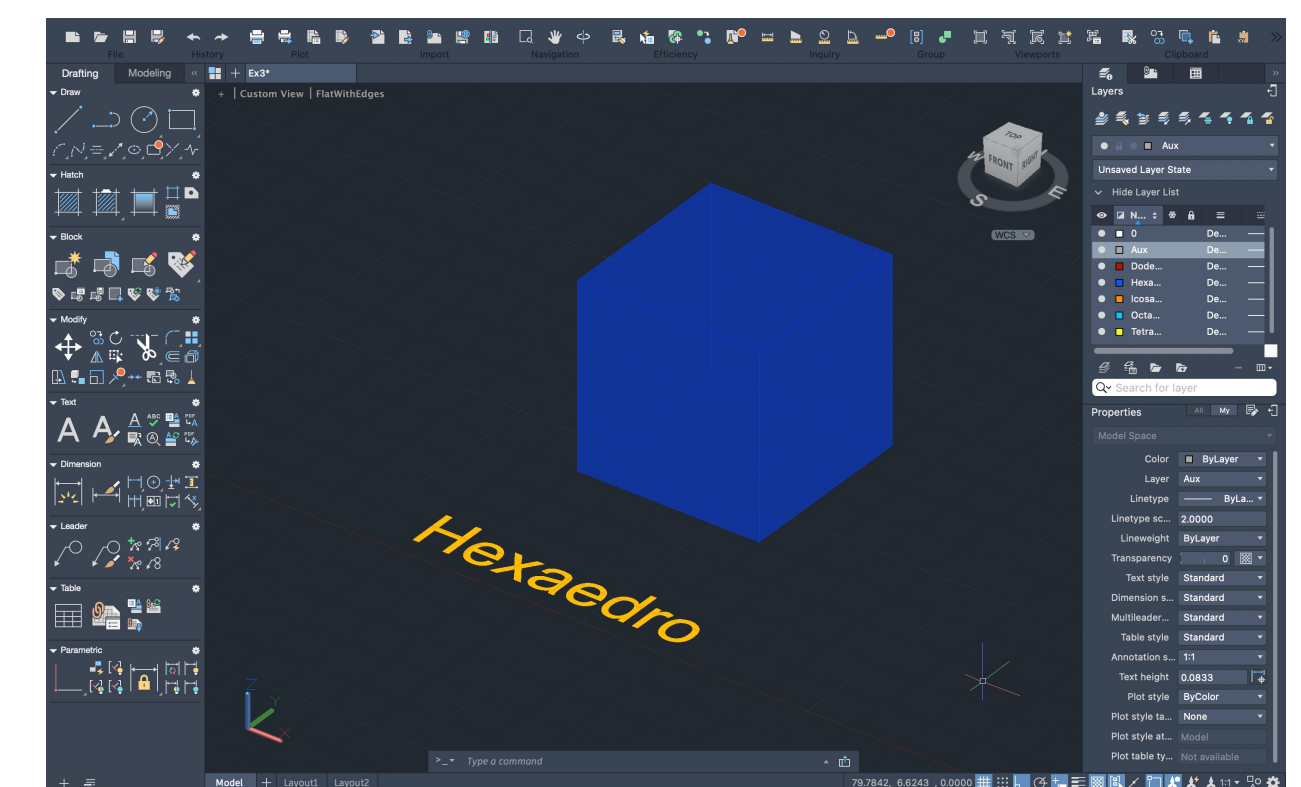 File History Plot Import Navigation Efficiency Inquiry Group Viewports Clipboard
Drafting Modeling
Ex3*
+ | Custom View | FlatWithEdges
Draw
Hatch
Block
Modify
Text
Dimension
Leader
Table
Parametric
TOP
FRONT
RIGHT
W
S
E
WCS
Hexaedro
Z
Y
X
>_ Type a command
Model + Layout1 Layout2
79.7842, 6.6243 , 0.0000
1:1
Layers
Aux
Unsaved Layer State
Hide Layer List
N...
0 De...
Aux De...
Dode... De...
Hexa... De...
Icosa... De...
Octa... De...
Tetra... De...
Search for layer
Properties All My
Model Space
Color ByLayer
Layer Aux
Linetype ByLa...
Linetype sc... 2.0000
Lineweight ByLayer
Transparency 0
Text style Standard
Dimension s... Standard
Multileader... Standard
Table style Standard
Annotation s... 1:1
Text height 0.0833
Plot style ByColor
Plot style ta... None
Plot style at... Model
Plot table ty... Not available